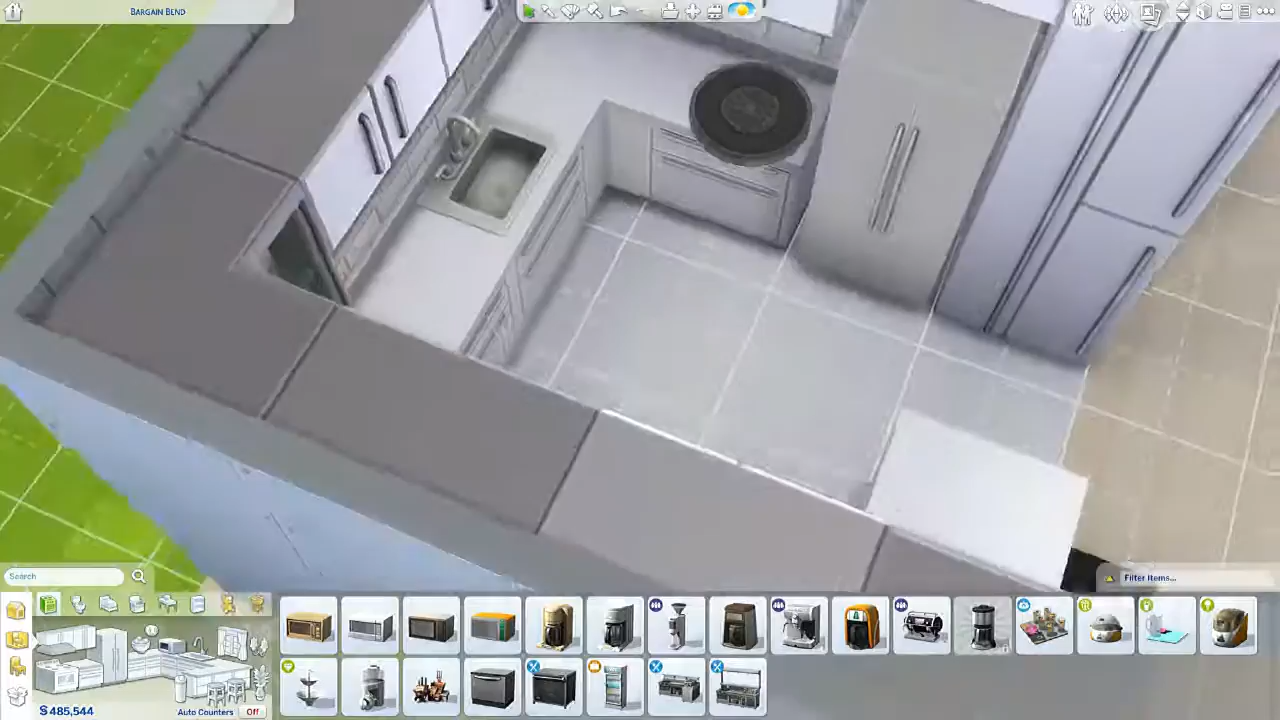 BARGAIN BEND
Search
Filter Items...
§485,544
Auto Counters
Off